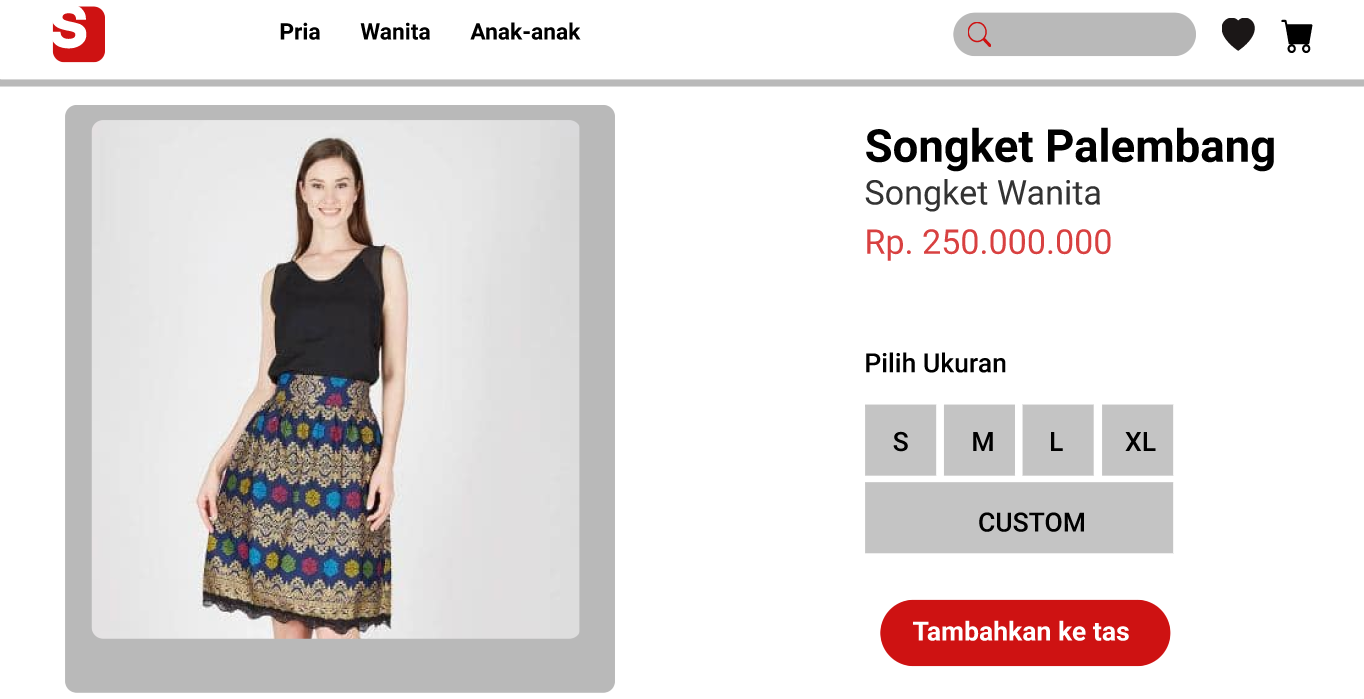 S
Pria Wanita Anak-anak
Songket Palembang
Songket Wanita
Rp. 250.000.000
Pilih Ukuran
S M L XL
CUSTOM
Tambahkan ke tas